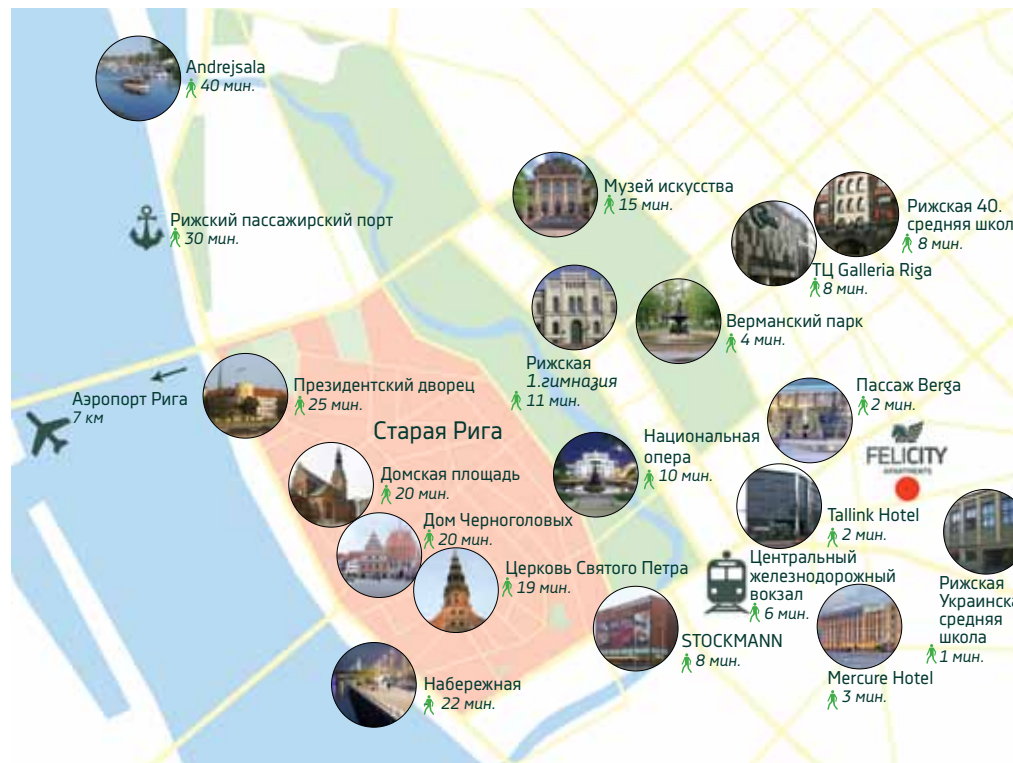 Andrejsala
40 мин.
Рижский пассажирский порт
30 мин.
Музей искусства
15 мин.
Рижская 40.
средняя школ
8 мин.
ТЦ Galleria Riga
8 мин.
Верманский парк
4 мин.
Рижская
1.гимназия
11 мин.
Аэропорт Рига
7 км
Президентский дворец
25 мин.
Старая Рига
Пассаж Berga
2 мин.
FELICITY
APARTMENTS
Национальная
опера
10 мин.
Домская площадь
20 мин.
Дом Черноголовых
20 мин.
Церковь Святого Петра
19 мин.
Tallink Hotel
2 мин.
Центральный
железнодорожный
вокзал
6 мин.
Рижская
Украинска
средняя
школа
1 мин.
STOCKMANN
8 мин.
Mercure Hotel
3 мин.
Набережная
22 мин.